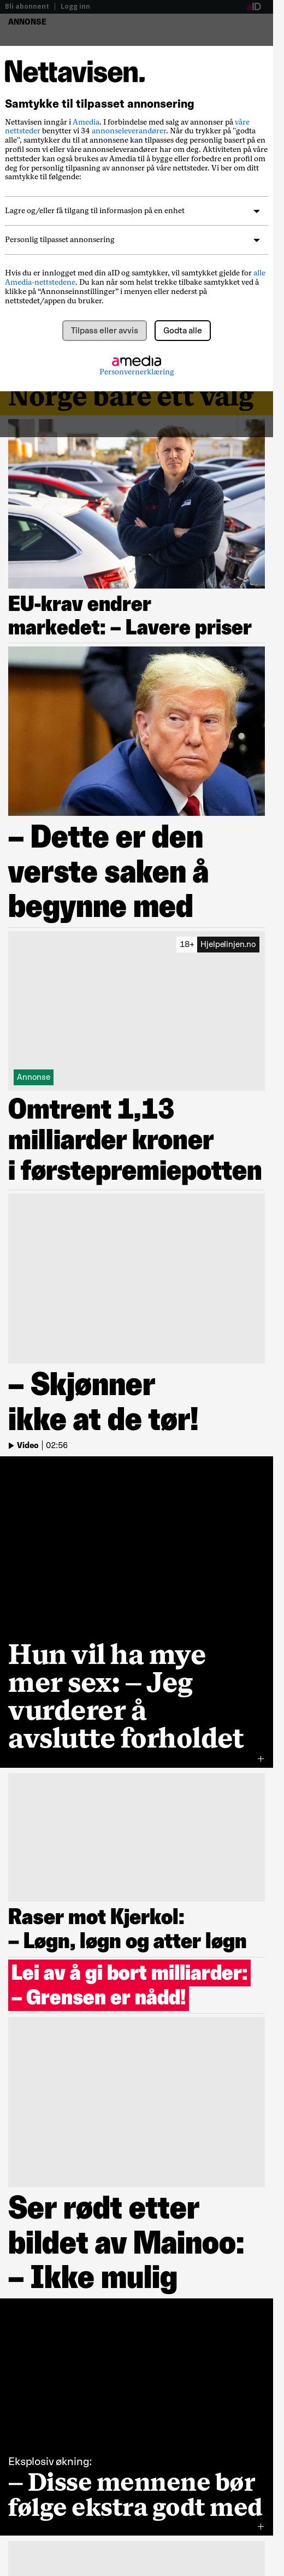 Bli abonnent | Logg inn
aID
ANNONSE
Nettavisen.
Samtykke til tilpasset annonsering
Nettavisen inngår i Amedia. I forbindelse med salg av annonser på våre
nettsteder benytter vi 34 annonseleverandører. Når du trykker på "godta
alle", samtykker du til at annonsene kan tilpasses deg personlig basert på en
profil som vi eller våre annonseleverandører har om deg. Aktiviteten på våre
nettsteder kan også brukes av Amedia til å bygge eller forbedre en profil om
deg for personlig tilpasning av annonser på våre nettsteder. Vi ber om ditt
samtykke til følgende:
Lagre og/eller få tilgang til informasjon på en enhet
Personlig tilpasset annonsering
Hvis du er innlogget med din aID og samtykker, vil samtykket gjelde for alle
Amedia-nettstedene. Du kan når som helst trekke tilbake samtykket ved å
klikke på “Annonseinnstillinger” i menyen eller nederst på
nettstedet/appen du bruker.
Tilpass eller avvis
Godta alle
amedia
Personvernerklæring
Norge bare ett valg
EU-krav endrer
markedet: – Lavere priser
– Dette er den
verste saken å
begynne med
18+ Hjelpelinjen.no
Annonse
Omtrent 1,13
milliarder kroner
i førstepremiepotten
– Skjønner
ikke at de tør!
Video | 02:56
Hun vil ha mye
mer sex: – Jeg
vurderer å
avslutte forholdet
Raser mot Kjerkol:
– Løgn, løgn og atter løgn
Lei av å gi bort milliarder:
– Grensen er nådd!
Ser rødt etter
bildet av Mainoo:
– Ikke mulig
Eksplosiv økning:
– Disse mennene bør
følge ekstra godt med